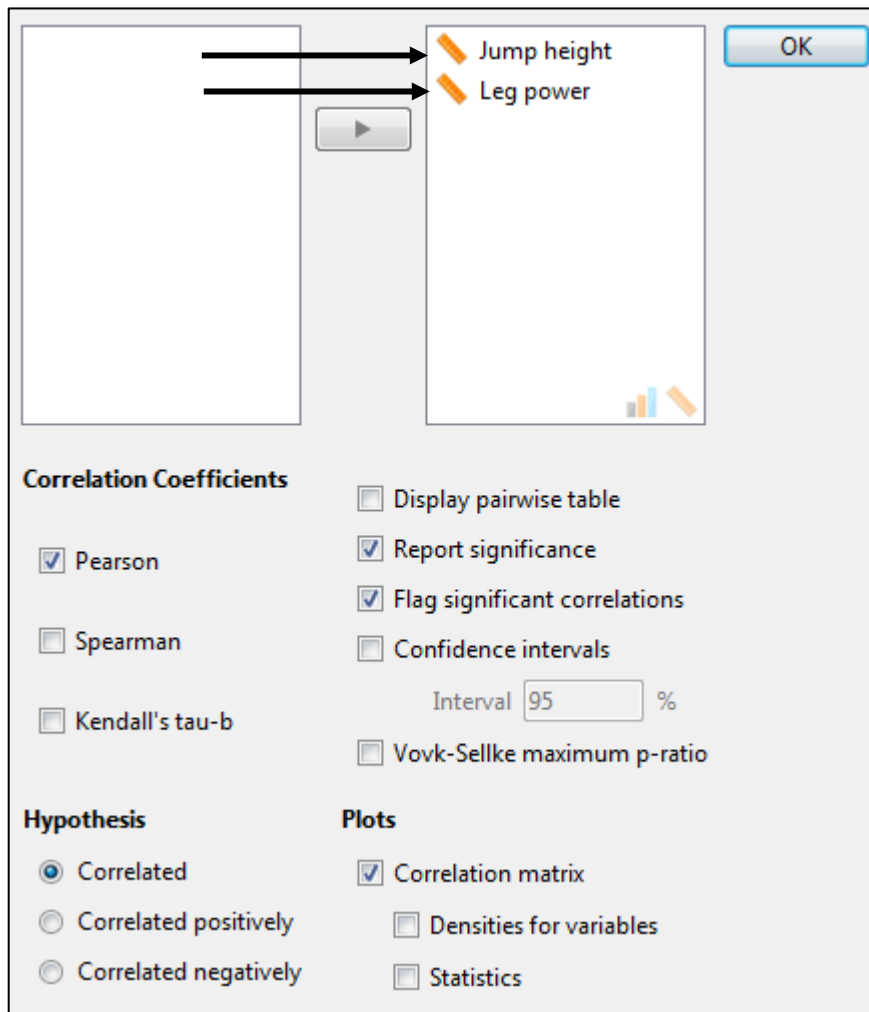 Jump height
OK
Leg power
Correlation Coefficients
Display pairwise table
Pearson
Report significance
Flag significant correlations
Spearman
Confidence intervals
Interval 95 %
Kendall's tau-b
Vovk-Sellke maximum p-ratio
Hypothesis
Plots
Correlated
Correlation matrix
Correlated positively
Densities for variables
Correlated negatively
Statistics